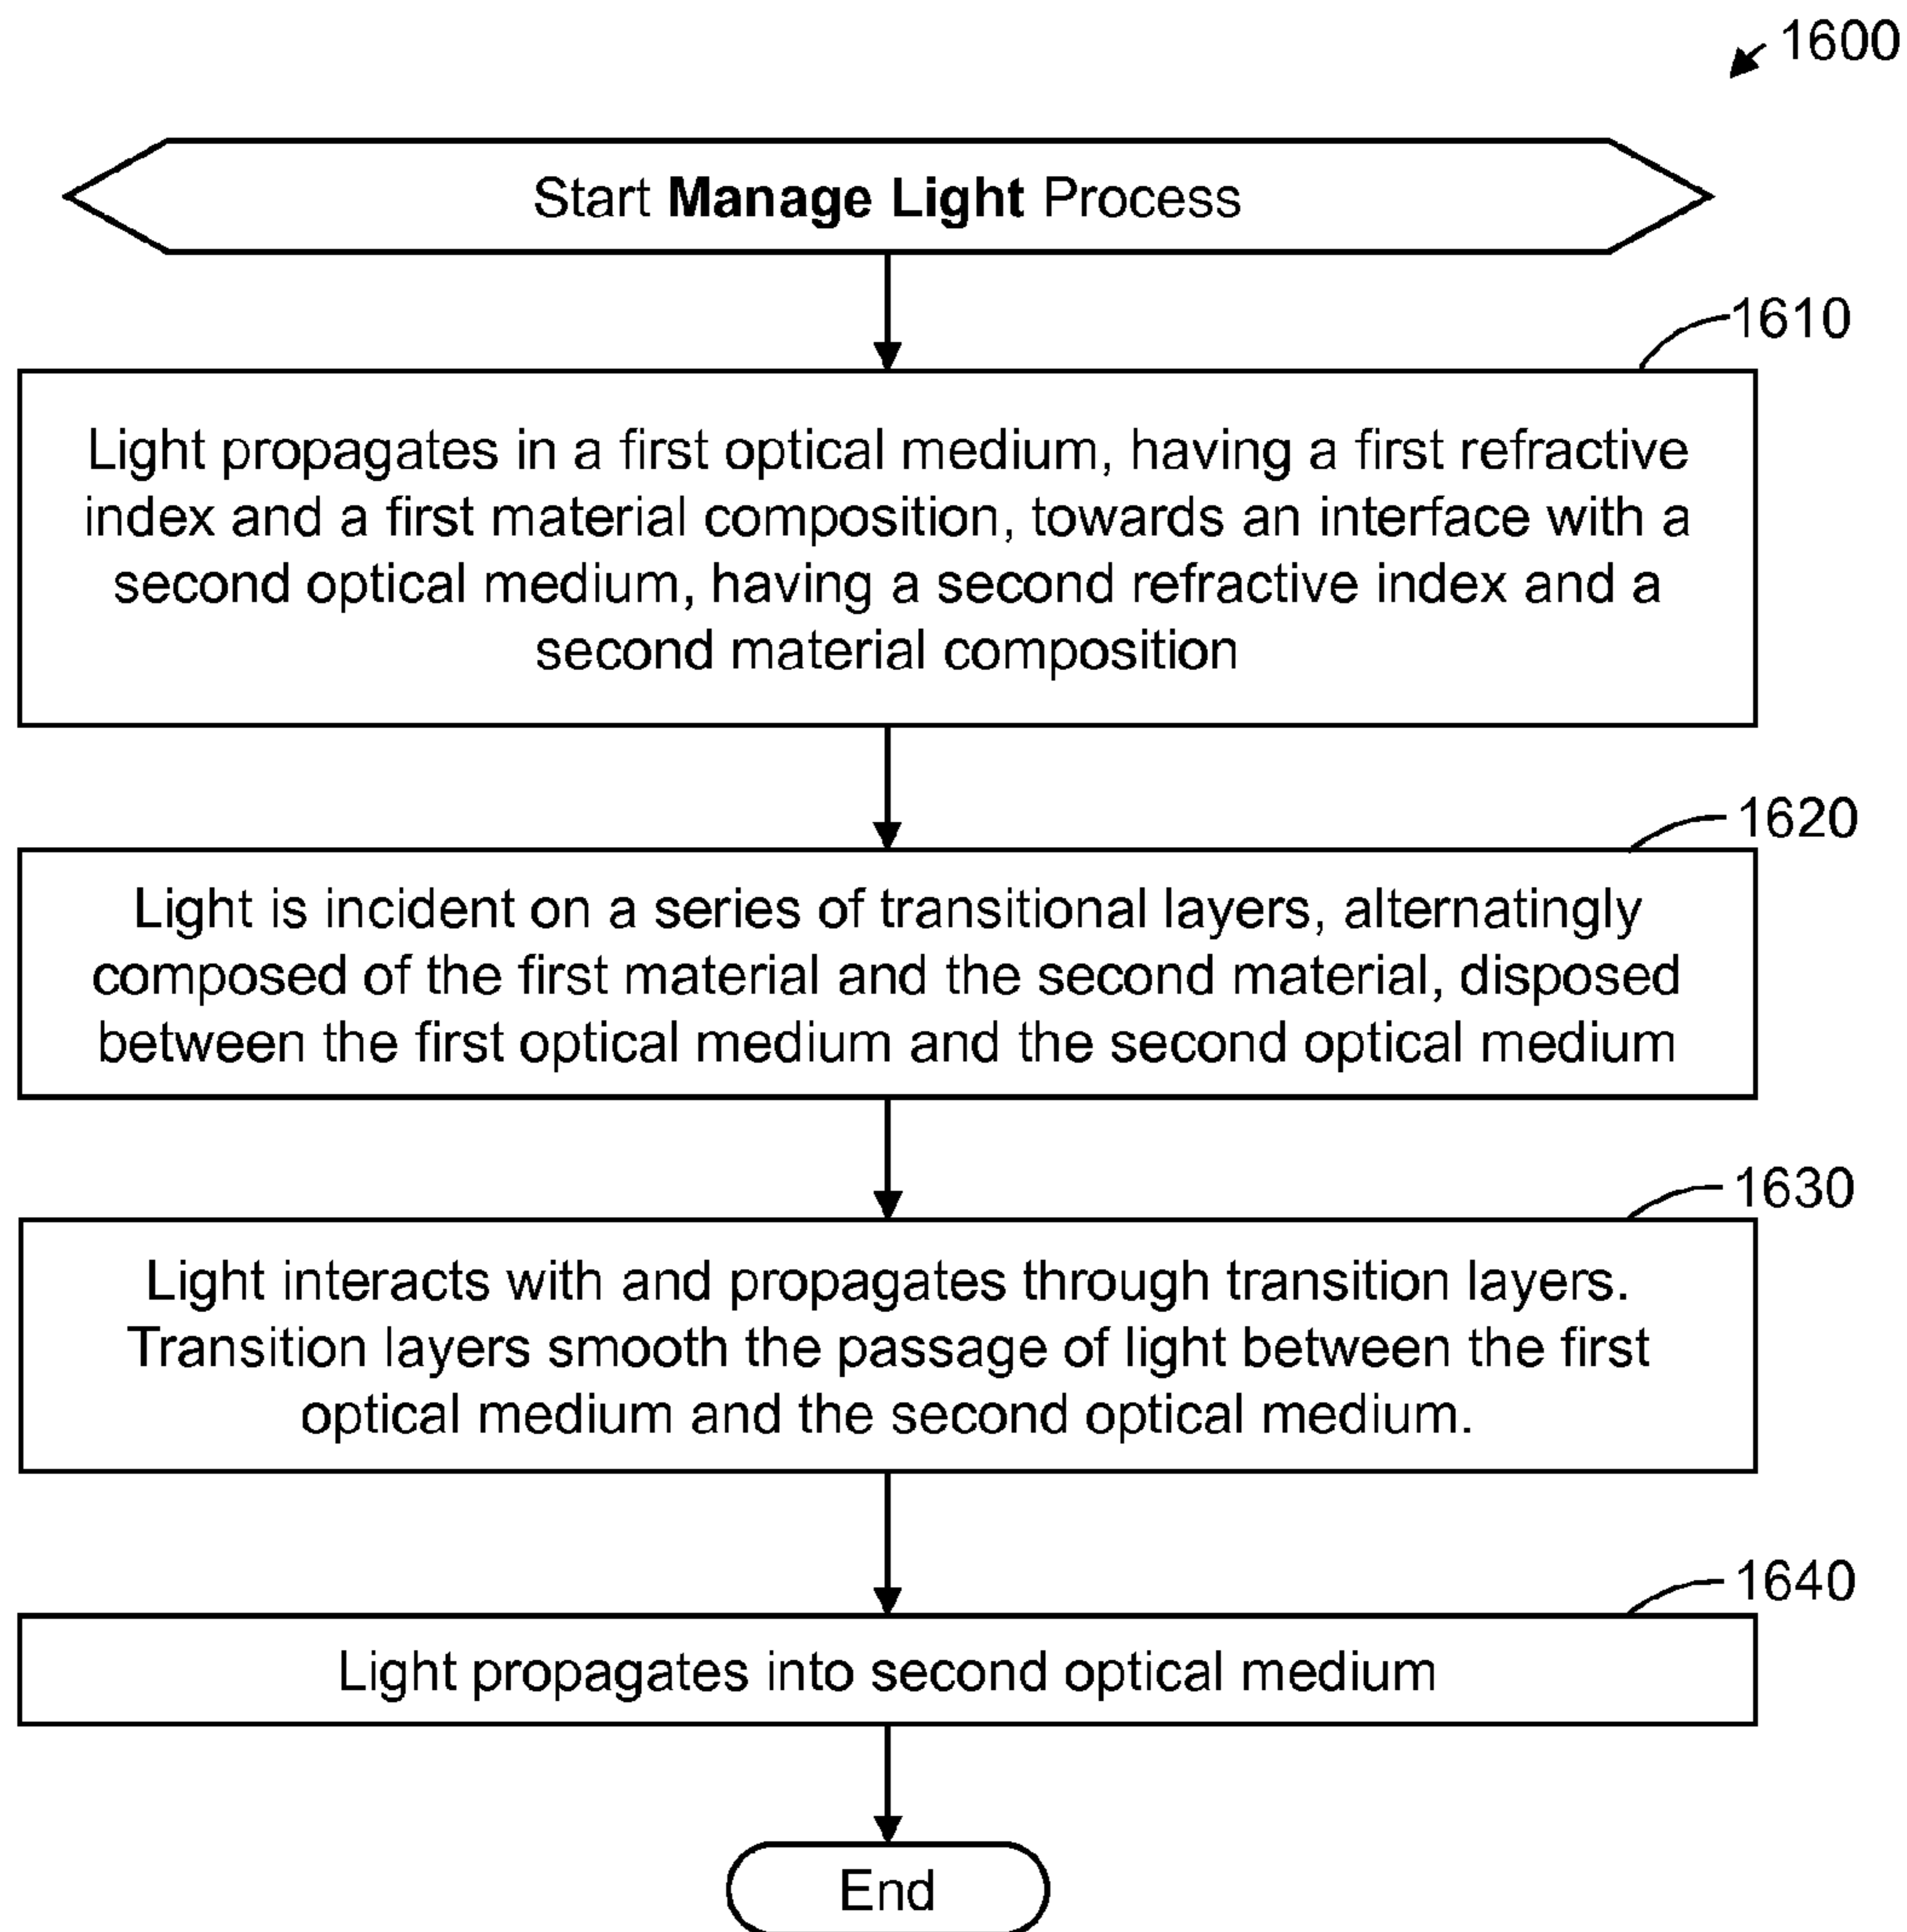 1600
Start Manage Light Process
1610
Light propagates in a first optical medium, having a first refractive
index and a first material composition, towards an interface with a
second optical medium, having a second refractive index and a
second material composition
1620
Light is incident on a series of transitional layers, alternatingly
composed of the first material and the second material, disposed
between the first optical medium and the second optical medium
1630
Light interacts with and propagates through transition layers.
Transition layers smooth the passage of light between the first
optical medium and the second optical medium.
1640
Light propagates into second optical medium
End